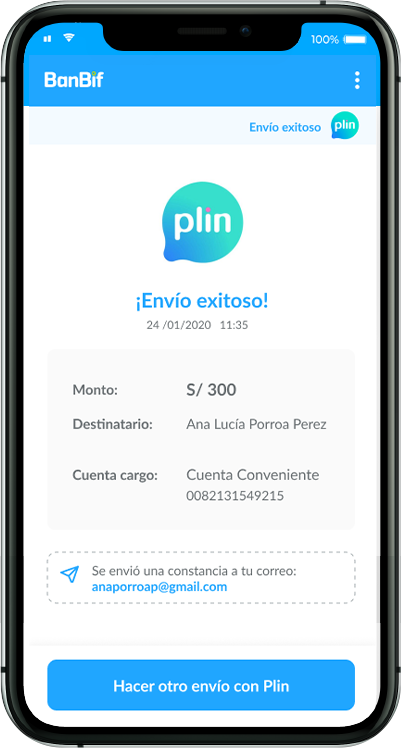 100%
BanBif
Envío exitoso plin
plin
¡Envío exitoso!
24 /01/2020 11:35
Monto: S/ 300
Destinatario: Ana Lucía Porroa Perez
Cuenta cargo: Cuenta Conveniente
0082131549215
Se envió una constancia a tu correo:
anaporroap@gmail.com
Hacer otro envío con Plin